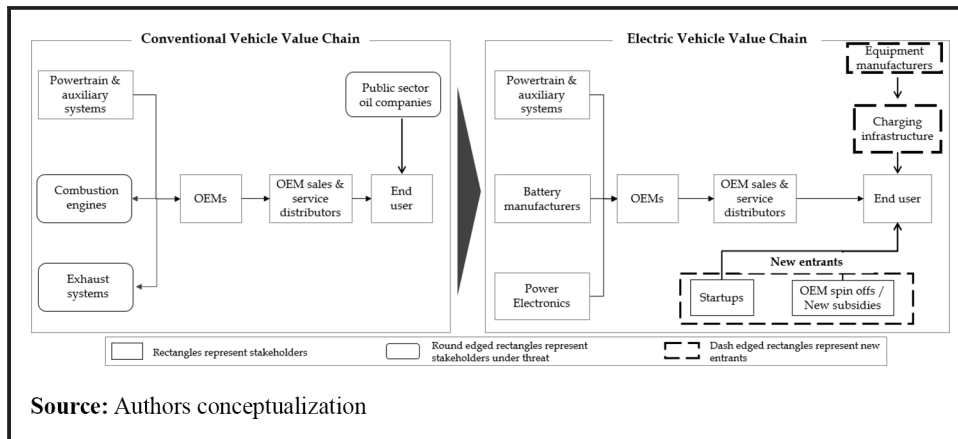 Conventional Vehicle Value Chain
Powertrain &
auxiliary
systems
Public sector
oil companies
Combustion
engines
OEMs
OEM sales &
service
distributors
End
user
Exhaust
systems
Electric Vehicle Value Chain
Equipment
manufacturers
Powertrain &
auxiliary
systems
Charging
infrastructure
Battery
manufacturers
OEMs
OEM sales &
service
distributors
End user
New entrants
Power
Electronics
Startups
OEM spin offs /
New subsidies
Rectangles represent stakeholders
Round edged rectangles represent
stakeholders under threat
Dash edged rectangles represent new
entrants
Source: Authors conceptualization